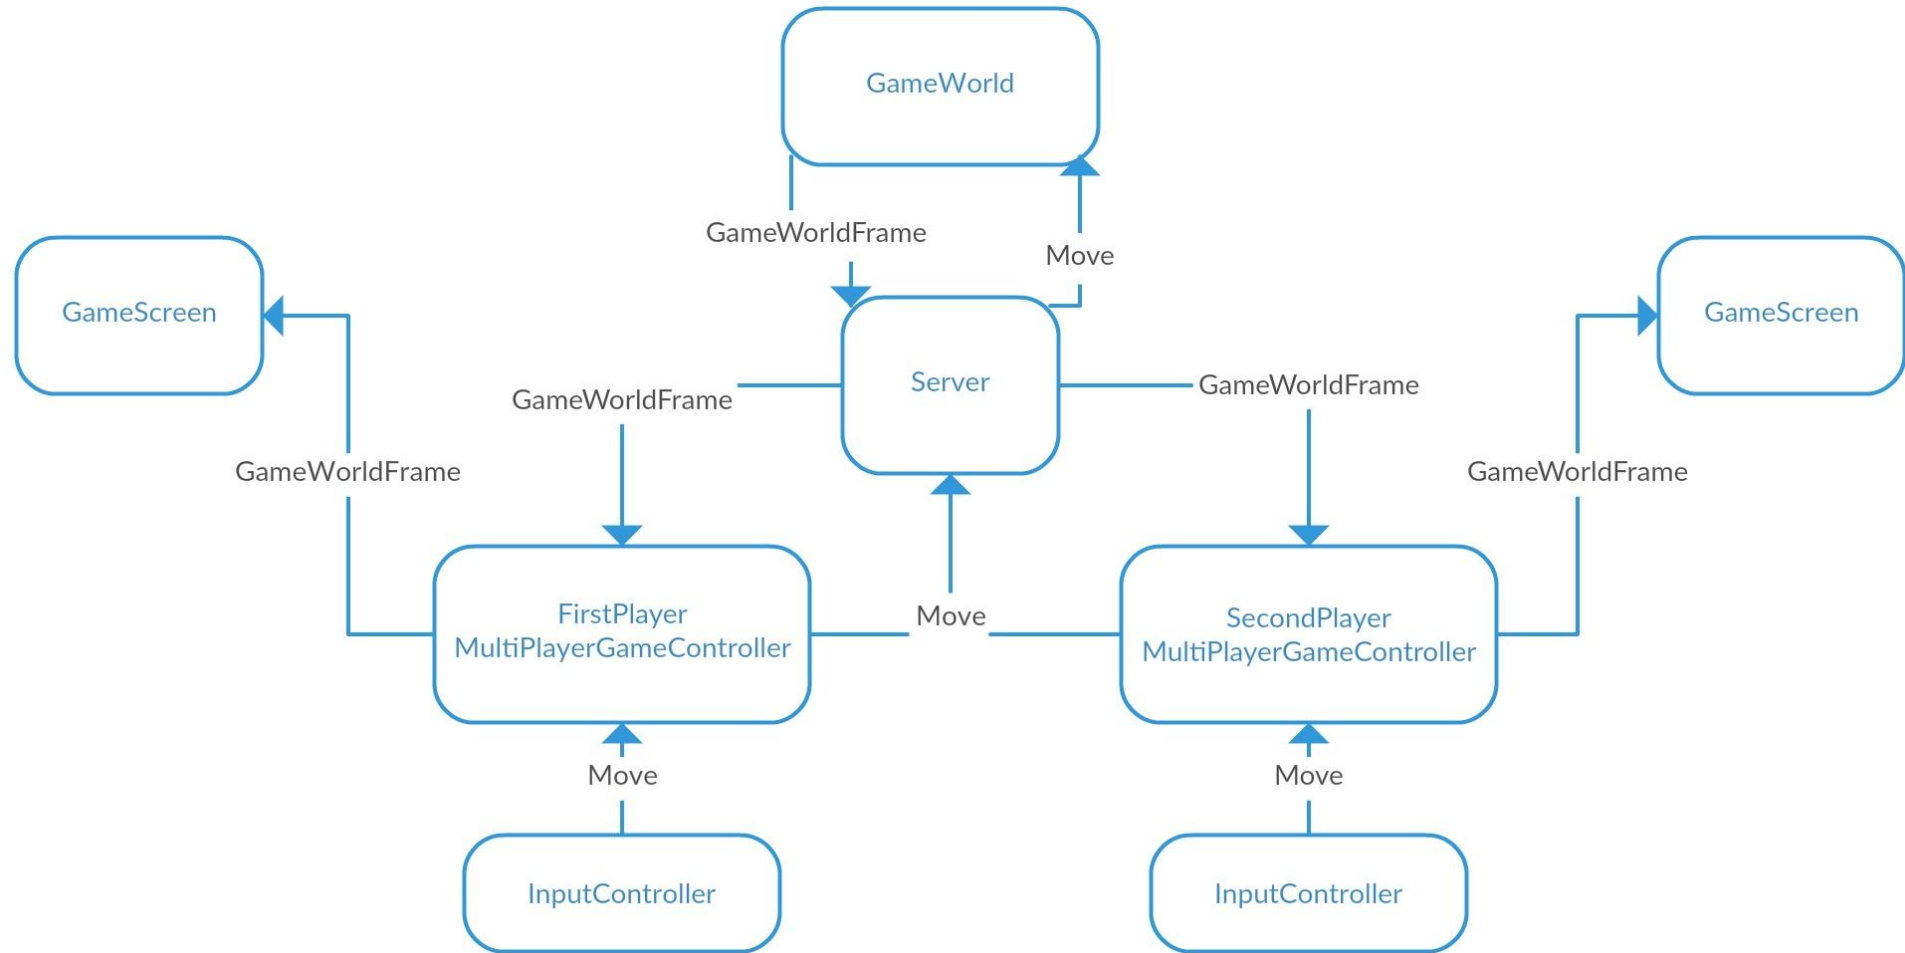 GameWorld
GameWorldFrame
Move
GameScreen
GameScreen
Server
GameWorldFrame
GameWorldFrame
GameWorldFrame
GameWorldFrame
FirstPlayer
MultiPlayerGameController
Move
SecondPlayer
MultiPlayerGameController
Move
Move
InputController
InputController